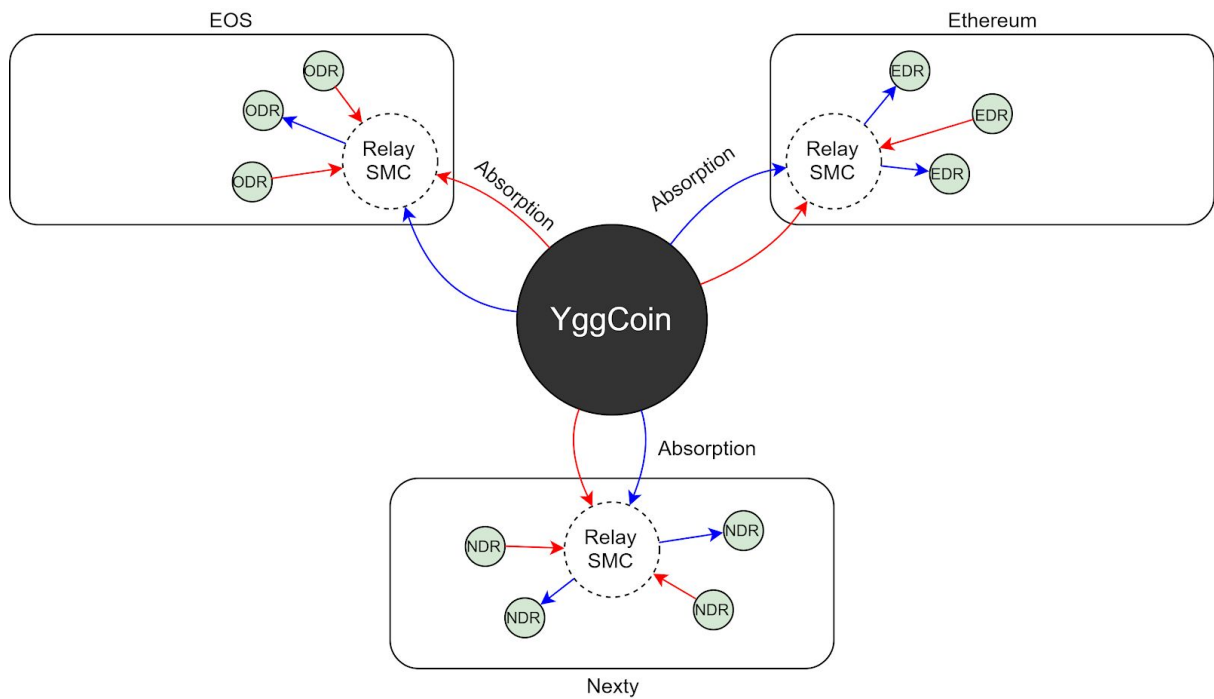 EOS
Ethereum
ODR
ODR
ODR
Relay
SMC
Absorption
EDR
EDR
EDR
Relay
SMC
Absorption
YggCoin
Absorption
NDR
NDR
NDR
NDR
Relay
SMC
Nexty